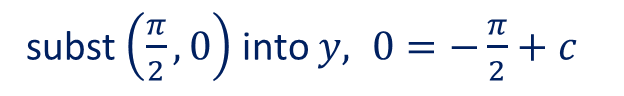 subst (π/2, 0) into y, 0 = −π/2 + c